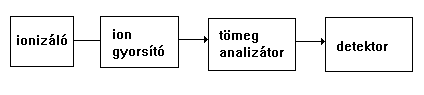 ionizáló
ion
gyorsító
tömeg
analizátor
detektor